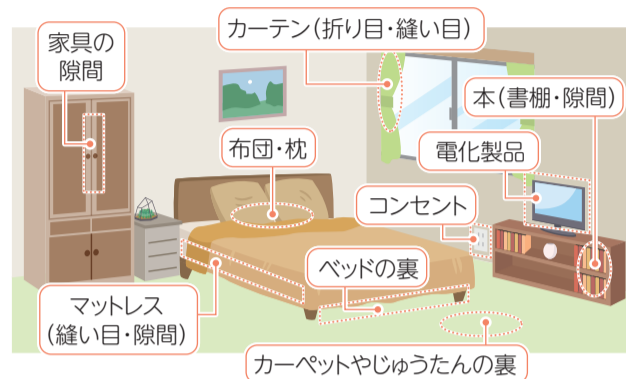 家具の
隙間
カーテン(折り目・縫い目)
本(書棚・隙間)
布団・枕
電化製品
コンセント
ベッドの裏
マットレス
(縫い目・隙間)
カーペットやじゅうたんの裏